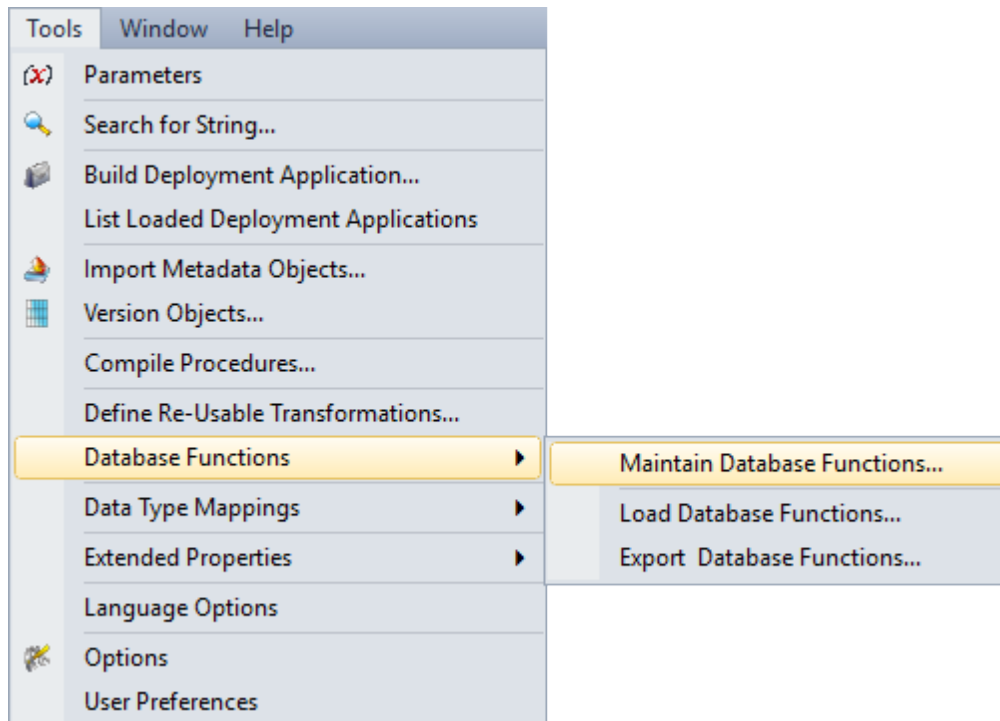 Tools Window Help
(x) Parameters
Search for String...
Build Deployment Application...
List Loaded Deployment Applications
Import Metadata Objects...
Version Objects...
Compile Procedures...
Define Re-Usable Transformations...
Database Functions
Maintain Database Functions...
Data Type Mappings
Load Database Functions...
Extended Properties
Export  Database Functions...
Language Options
Options
User Preferences